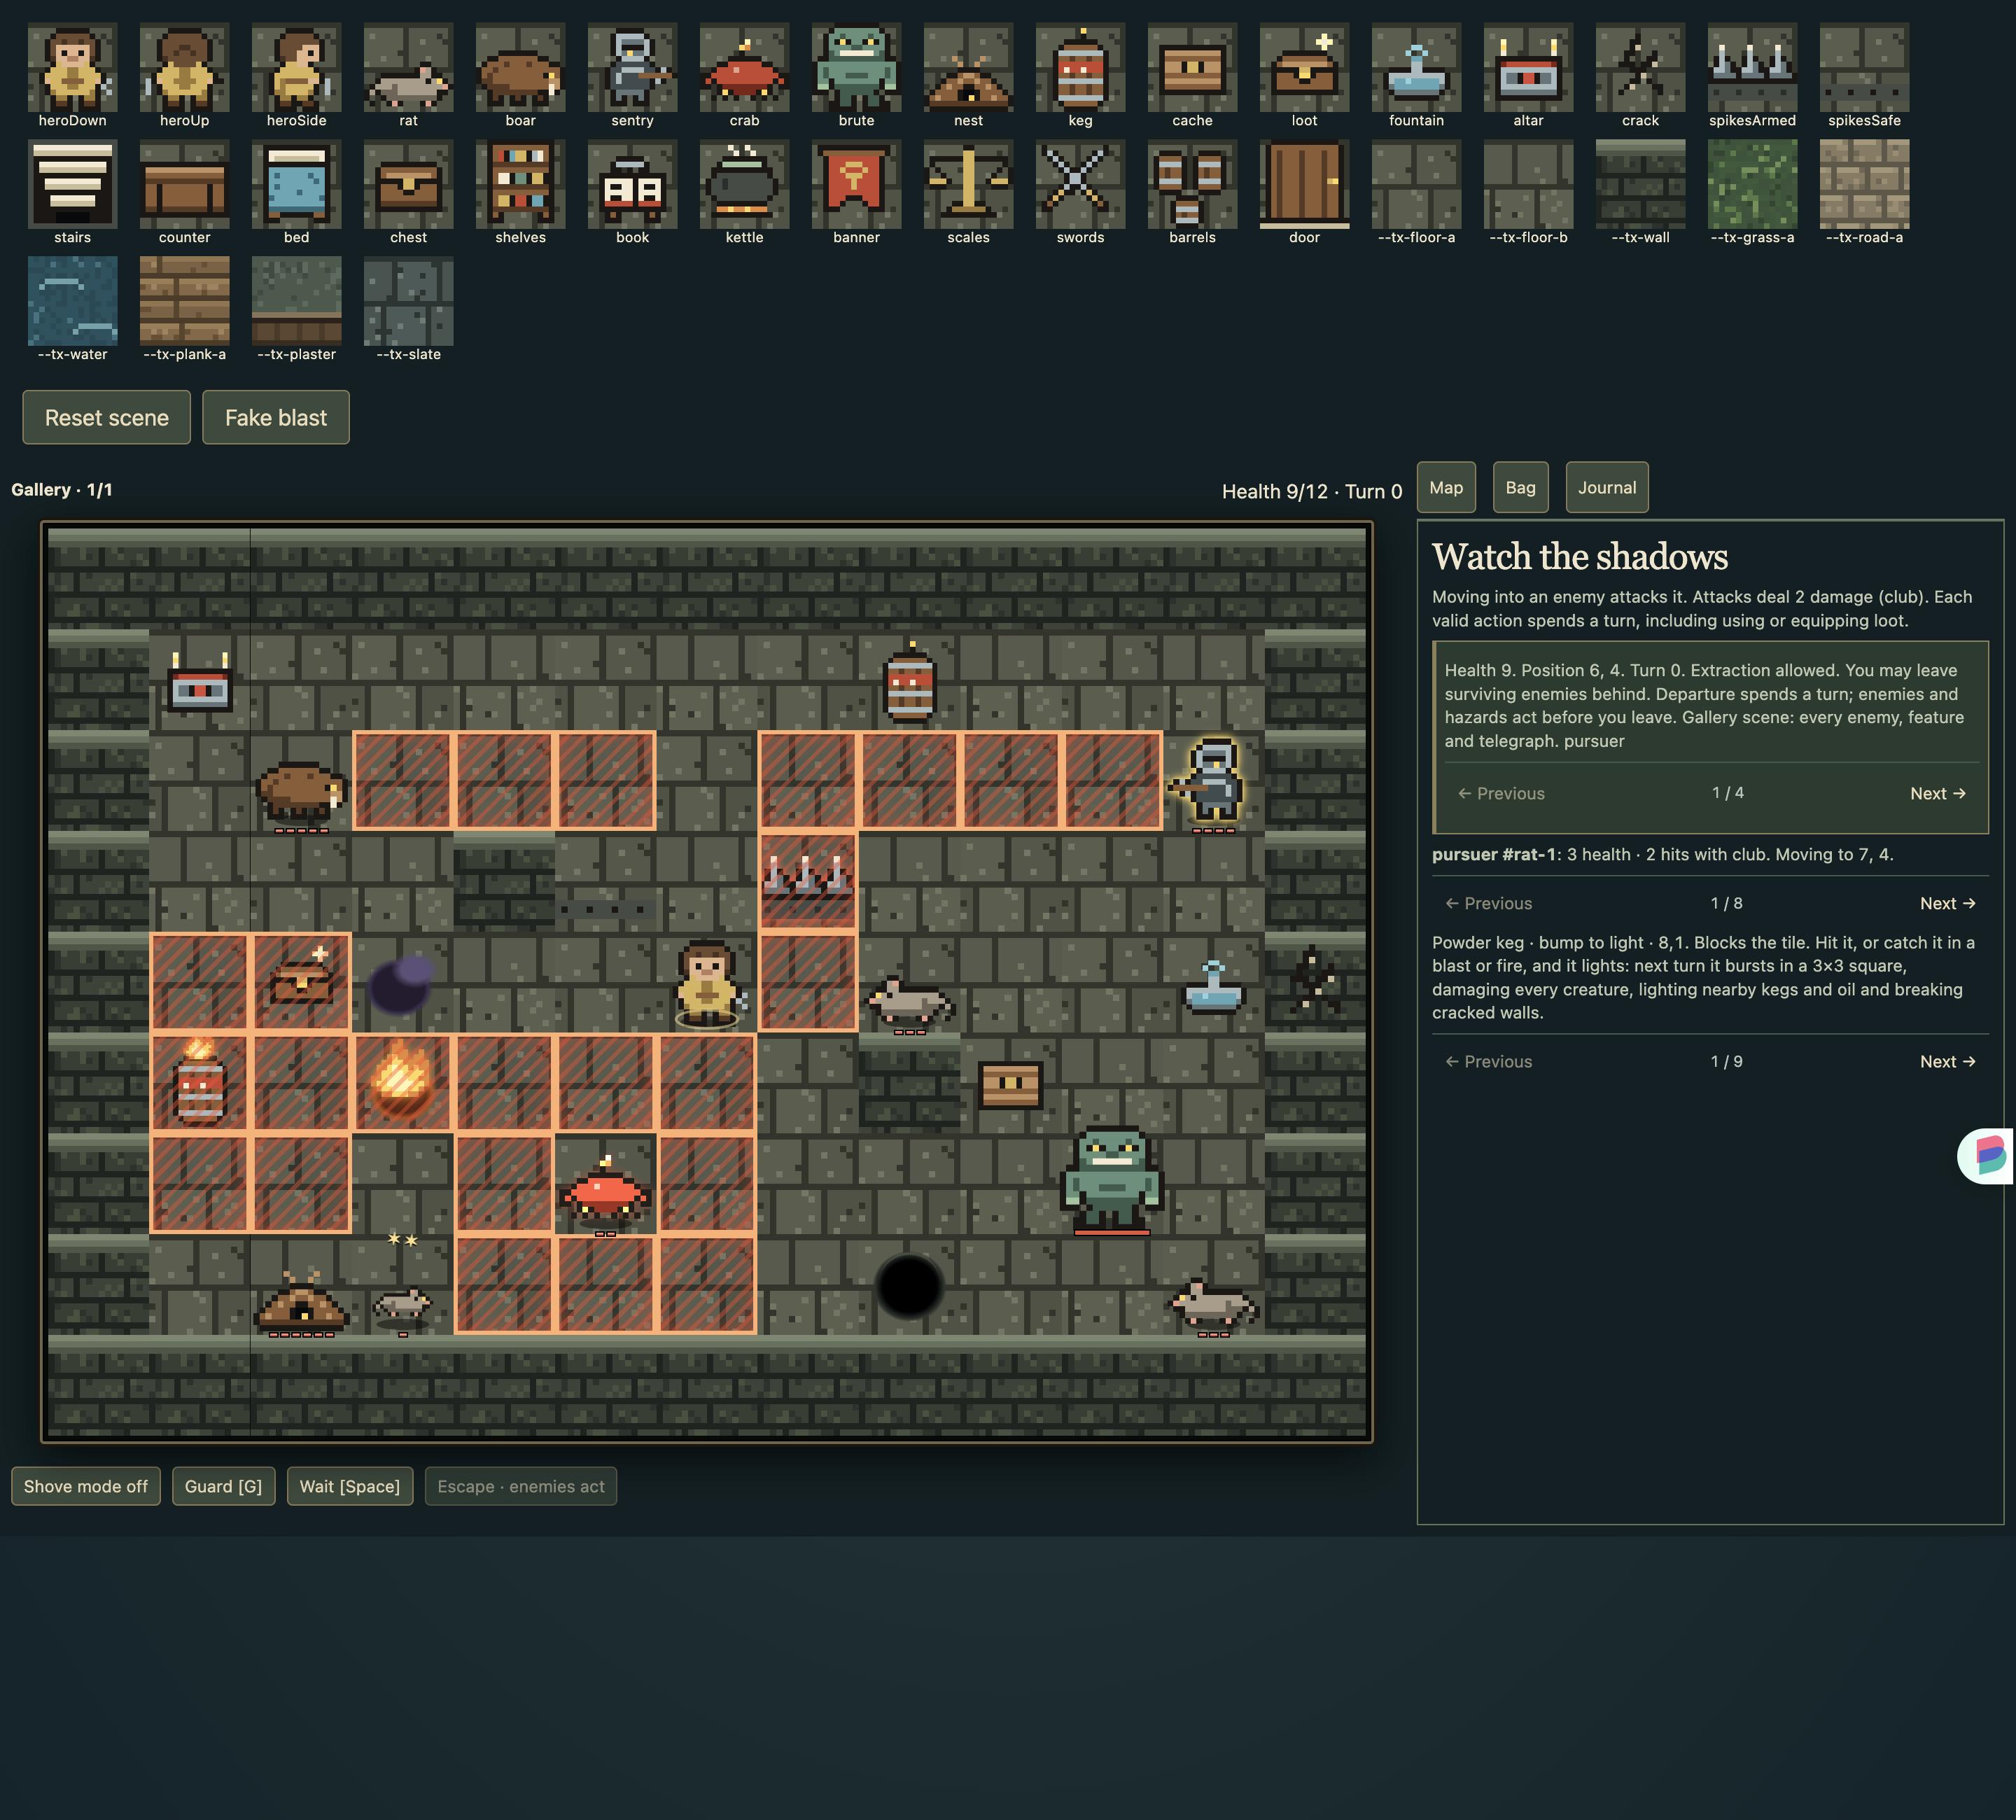 heroDown heroUp heroSide rat boar sentry crab brute nest keg cache loot fountain altar crack spikesArmed spikesSafe
stairs counter bed chest shelves book kettle banner scales swords barrels door --tx-floor-a --tx-floor-b --tx-wall --tx-grass-a --tx-road-a
--tx-water --tx-plank-a --tx-plaster --tx-slate
Reset scene Fake blast
Gallery · 1/1 Health 9/12 · Turn 0 Map Bag Journal
Watch the shadows
Moving into an enemy attacks it. Attacks deal 2 damage (club). Each
valid action spends a turn, including using or equipping loot.
Health 9. Position 6, 4. Turn 0. Extraction allowed. You may leave
surviving enemies behind. Departure spends a turn; enemies and
hazards act before you leave. Gallery scene: every enemy, feature
and telegraph. pursuer
← Previous 1 / 4 Next →
pursuer #rat-1: 3 health · 2 hits with club. Moving to 7, 4.
← Previous 1 / 8 Next →
Powder keg · bump to light · 8,1. Blocks the tile. Hit it, or catch it in a
blast or fire, and it lights: next turn it bursts in a 3×3 square,
damaging every creature, lighting nearby kegs and oil and breaking
cracked walls.
← Previous 1 / 9 Next →
Shove mode off Guard [G] Wait [Space] Escape · enemies act